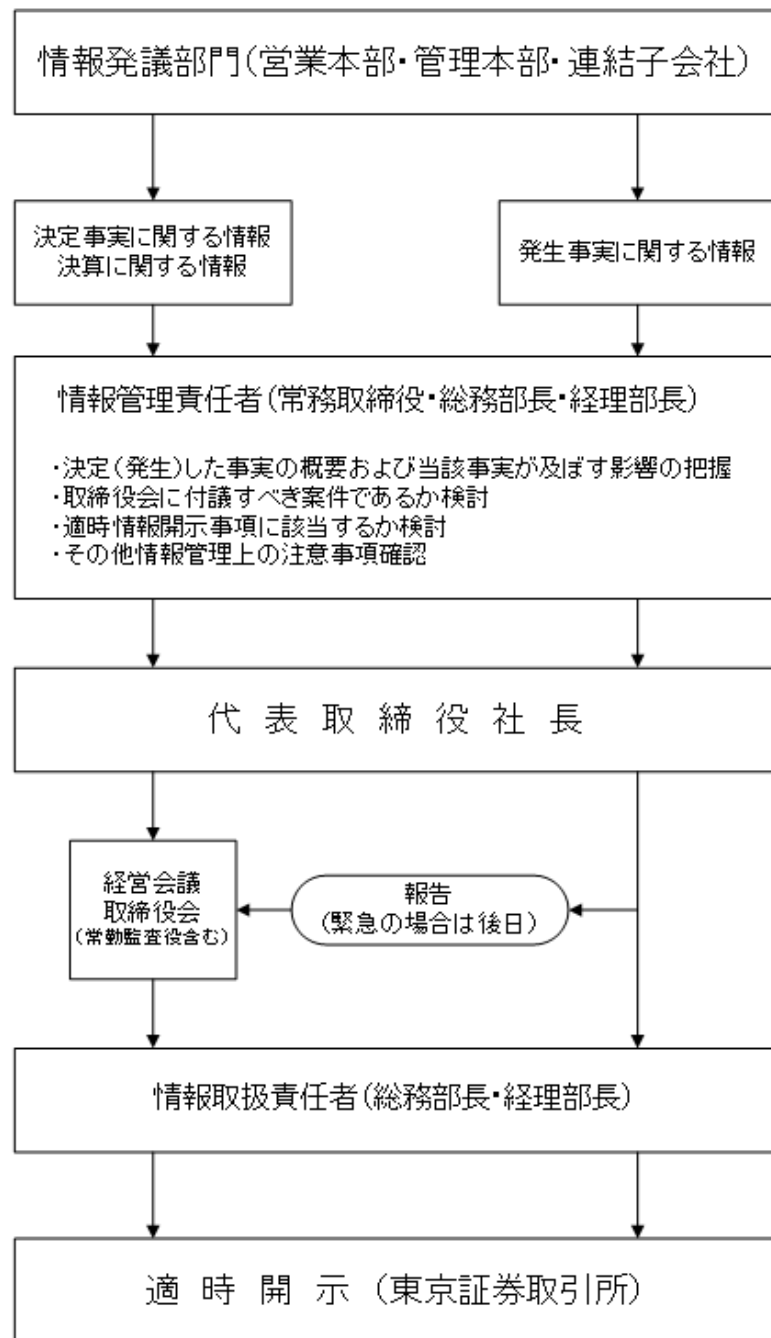 情報発議部門(営業本部・管理本部・連結子会社)
決定事実に関する情報
決算に関する情報
発生事実に関する情報
情報管理責任者(常務取締役・総務部長・経理部長)
・決定(発生)した事実の概要および当該事実が及ぼす影響の把握
・取締役会に付議すべき案件であるか検討
・適時情報開示事項に該当するか検討
・その他情報管理上の注意事項確認
代表取締役社長
経営会議
取締役会
(常勤監査役含む)
報告
(緊急の場合は後日)
情報取扱責任者(総務部長・経理部長)
適時開示(東京証券取引所)